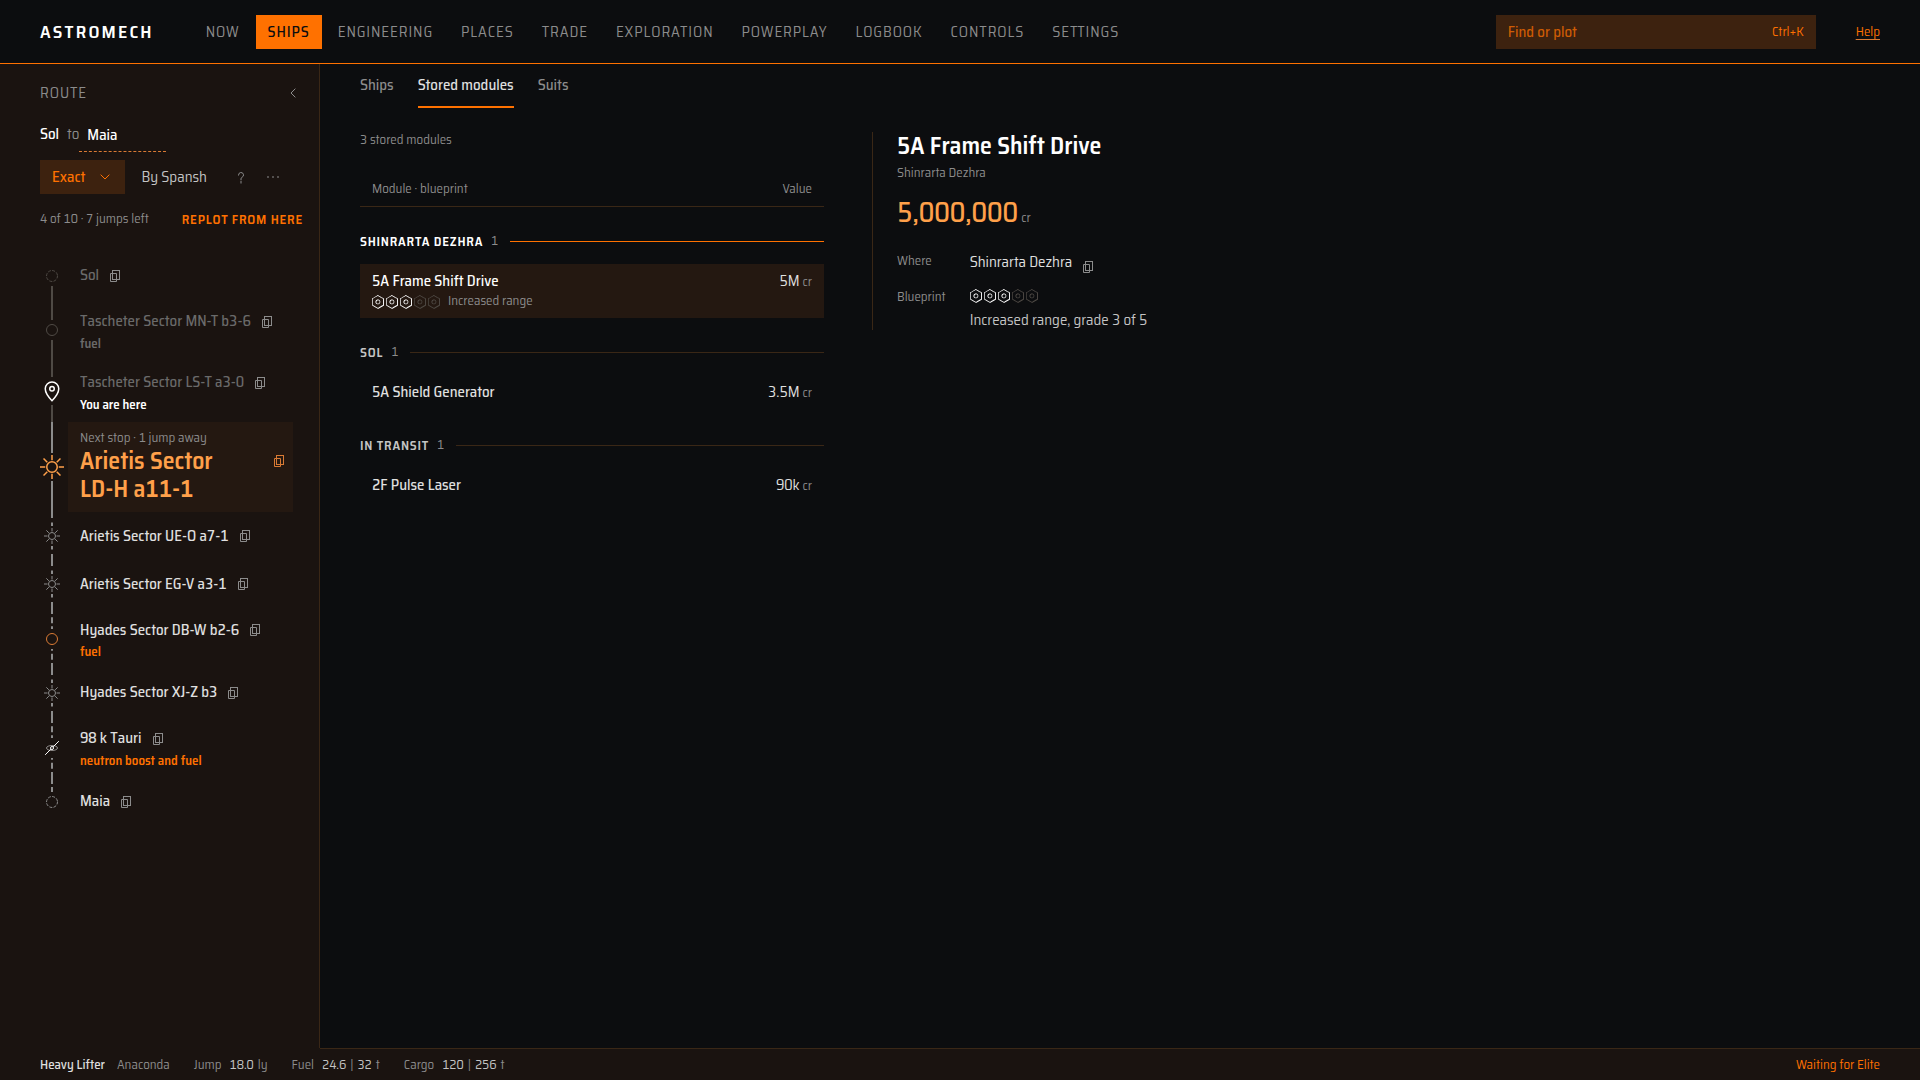 ASTROMECH NOW SHIPS ENGINEERING PLACES TRADE EXPLORATION POWERPLAY LOGBOOK CONTROLS SETTINGS Find or plot Ctrl+K Help
ROUTE
Sol to Maia
Exact By Spansh ? ...
4 of 10 · 7 jumps left REPLOT FROM HERE
Sol
Tascheter Sector MN-T b3-6
fuel
Tascheter Sector LS-T a3-0
You are here
Next stop · 1 jump away
Arietis Sector
LD-H a11-1
Arietis Sector UE-O a7-1
Arietis Sector EG-V a3-1
Hyades Sector DB-W b2-6
fuel
Hyades Sector XJ-Z b3
98 k Tauri
neutron boost and fuel
Maia
Ships Stored modules Suits
3 stored modules
Module · blueprint Value
SHINRARTA DEZHRA 1
5A Frame Shift Drive 5M cr
Increased range
SOL 1
5A Shield Generator 3.5M cr
IN TRANSIT 1
2F Pulse Laser 90k cr
5A Frame Shift Drive
Shinrarta Dezhra
5,000,000 cr
Where Shinrarta Dezhra
Blueprint
Increased range, grade 3 of 5
Heavy Lifter Anaconda Jump 18.0 ly Fuel 24.6 | 32 t Cargo 120 | 256 t Waiting for Elite